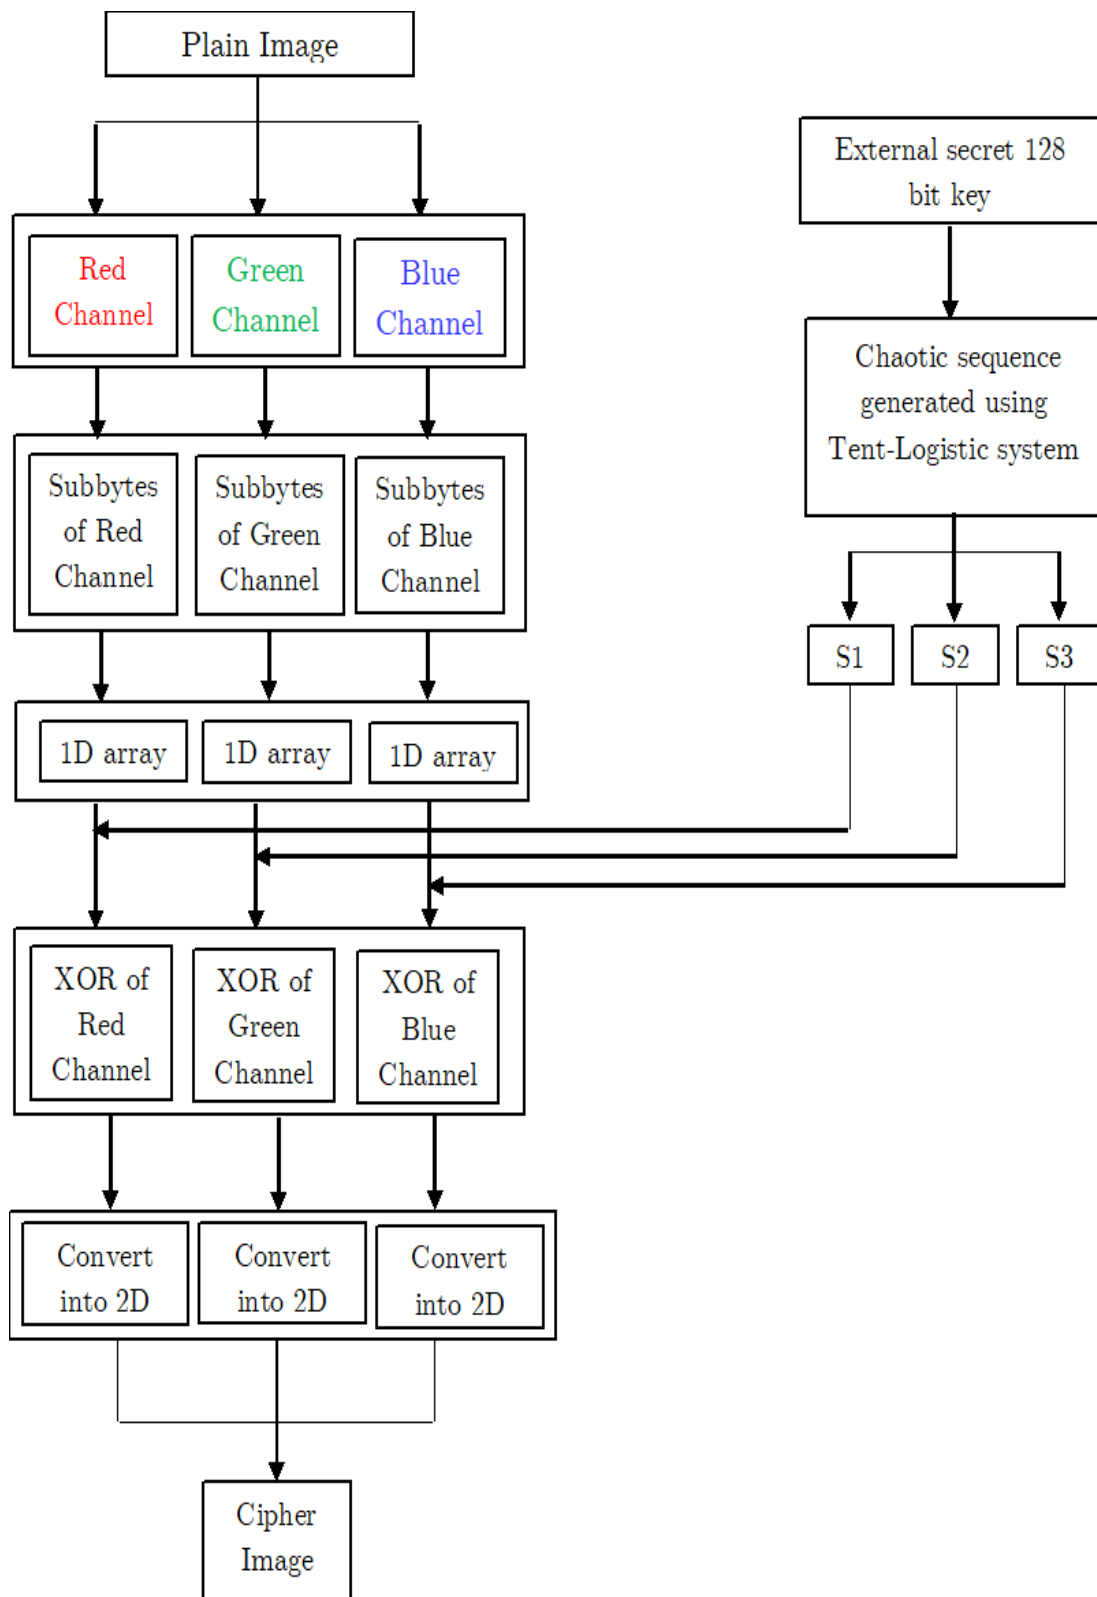 Plain Image
External secret 128
bit key
Red
Channel
Green
Channel
Blue
Channel
Chaotic sequence
generated using
Tent-Logistic system
Subbytes
of Red
Channel
Subbytes
of Green
Channel
Subbytes
of Blue
Channel
S1
S2
S3
1D array
1D array
1D array
XOR of
Red
Channel
XOR of
Green
Channel
XOR of
Blue
Channel
Convert
into 2D
Convert
into 2D
Convert
into 2D
Cipher
Image